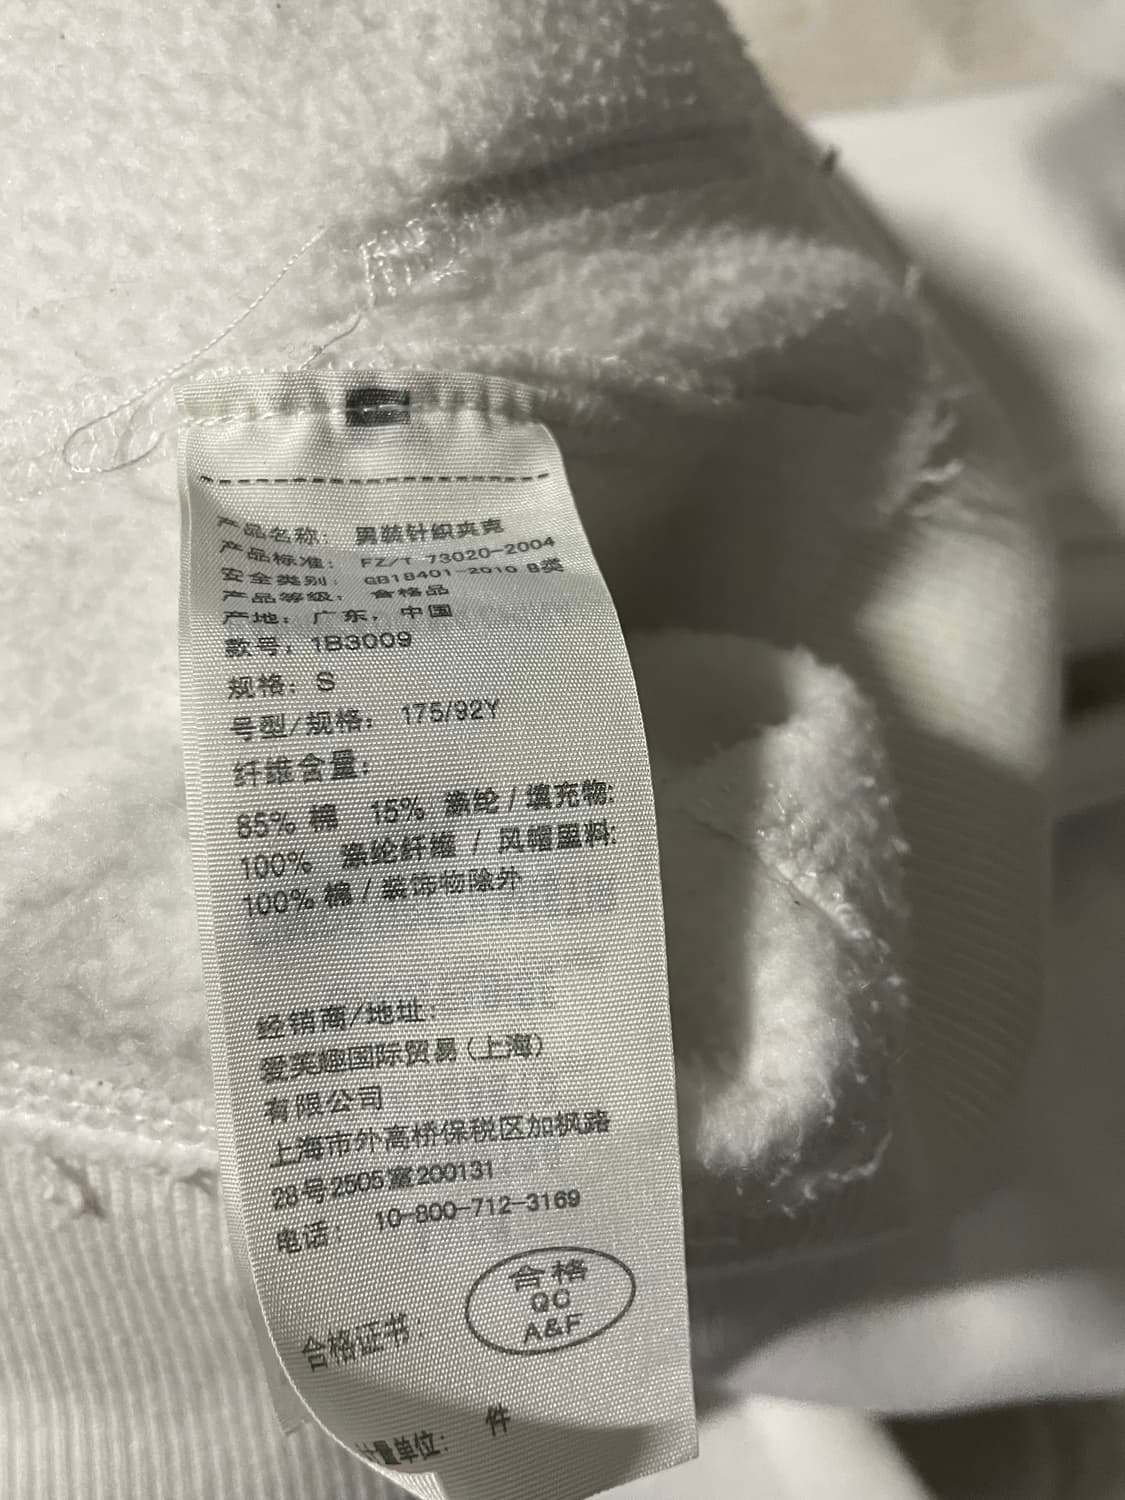 产品名称: 男装针织夹克
产品标准: FZ/T 73020-2004
安全类别: GB18401-2010 B类
产品等级: 合格品
产地: 广东, 中国
款号: 1B3009
规格: S
号型/规格: 175/92Y
纤维含量:
85% 棉 15% 涤纶 / 填充物:
100% 涤纶纤维 / 风帽里料:
100% 棉 / 装饰物除外
经销商/地址:
爱芙趣国际贸易(上海)
有限公司
上海市外高桥保税区加枫路
28号2505室200131
电话: 10-800-712-3169
合格
QC
A&F
合格证书:
计量单位: 件